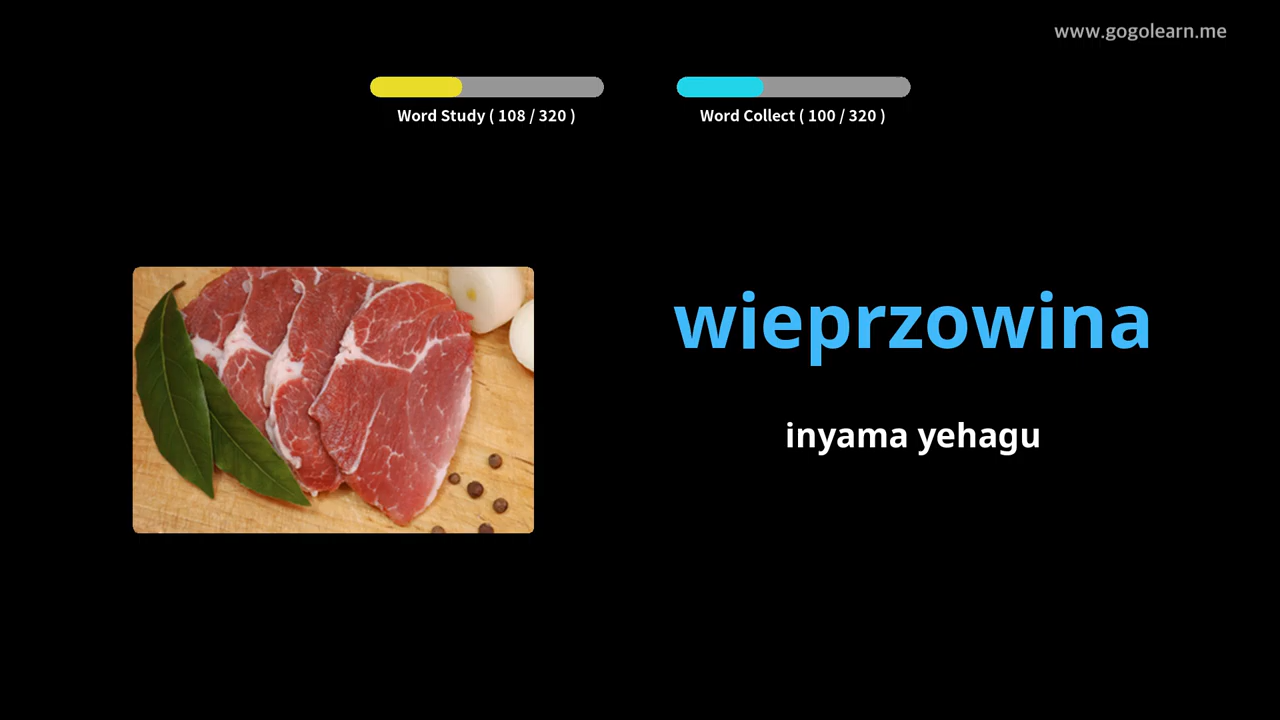 www.gogolearn.me
Word Study ( 108 / 320 )
Word Collect ( 100 / 320 )
wieprzowina
inyama yehagu